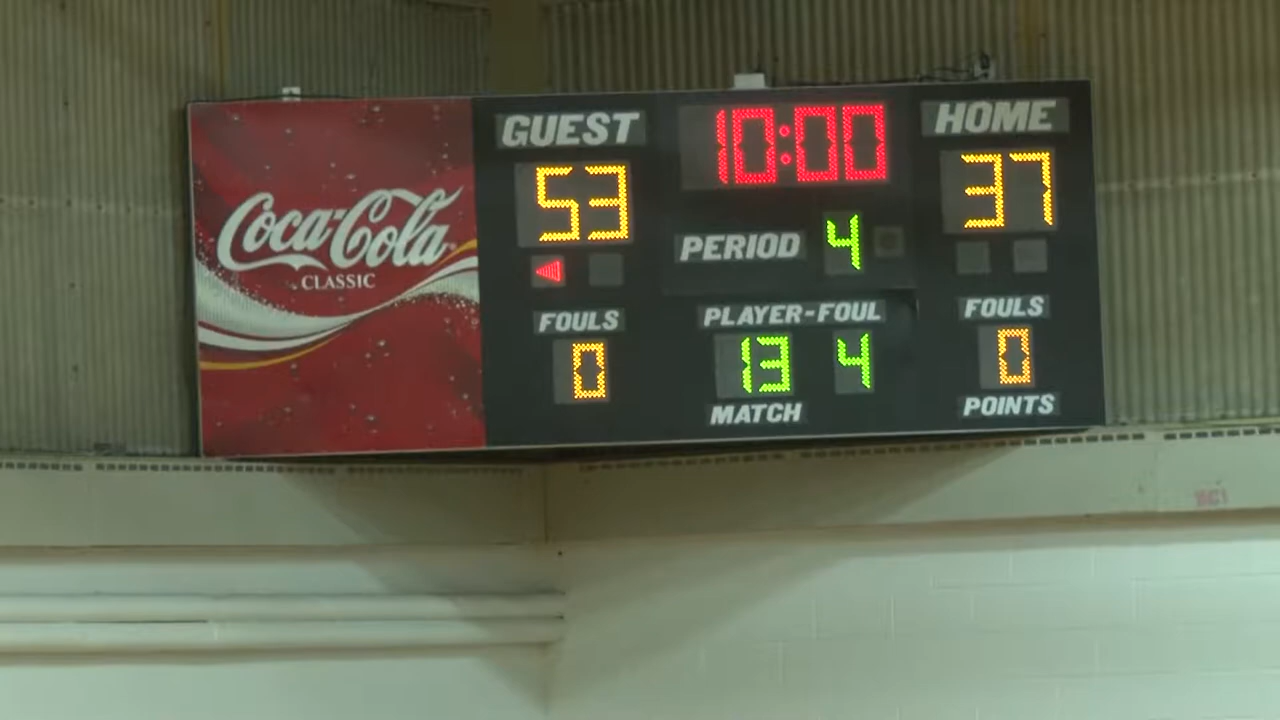 Coca-Cola
CLASSIC
GUEST
53
10:00
HOME
37
PERIOD 4
FOULS
0
PLAYER-FOUL
13 4
MATCH
FOULS
0
POINTS